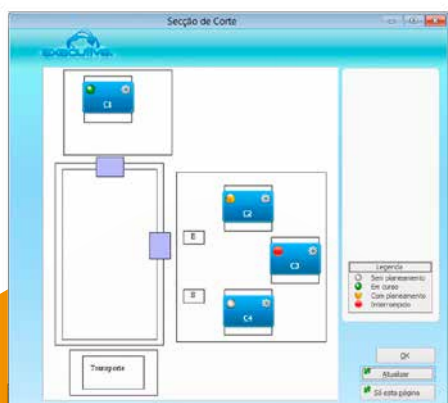 Secção de Corte
EXECUTIVE
C1
C2
E
C3
C4
Transporte
Legenda
Sem planeamento
Em curso
Com planeamento
Interrompido
OK
Atualizar
Só esta página